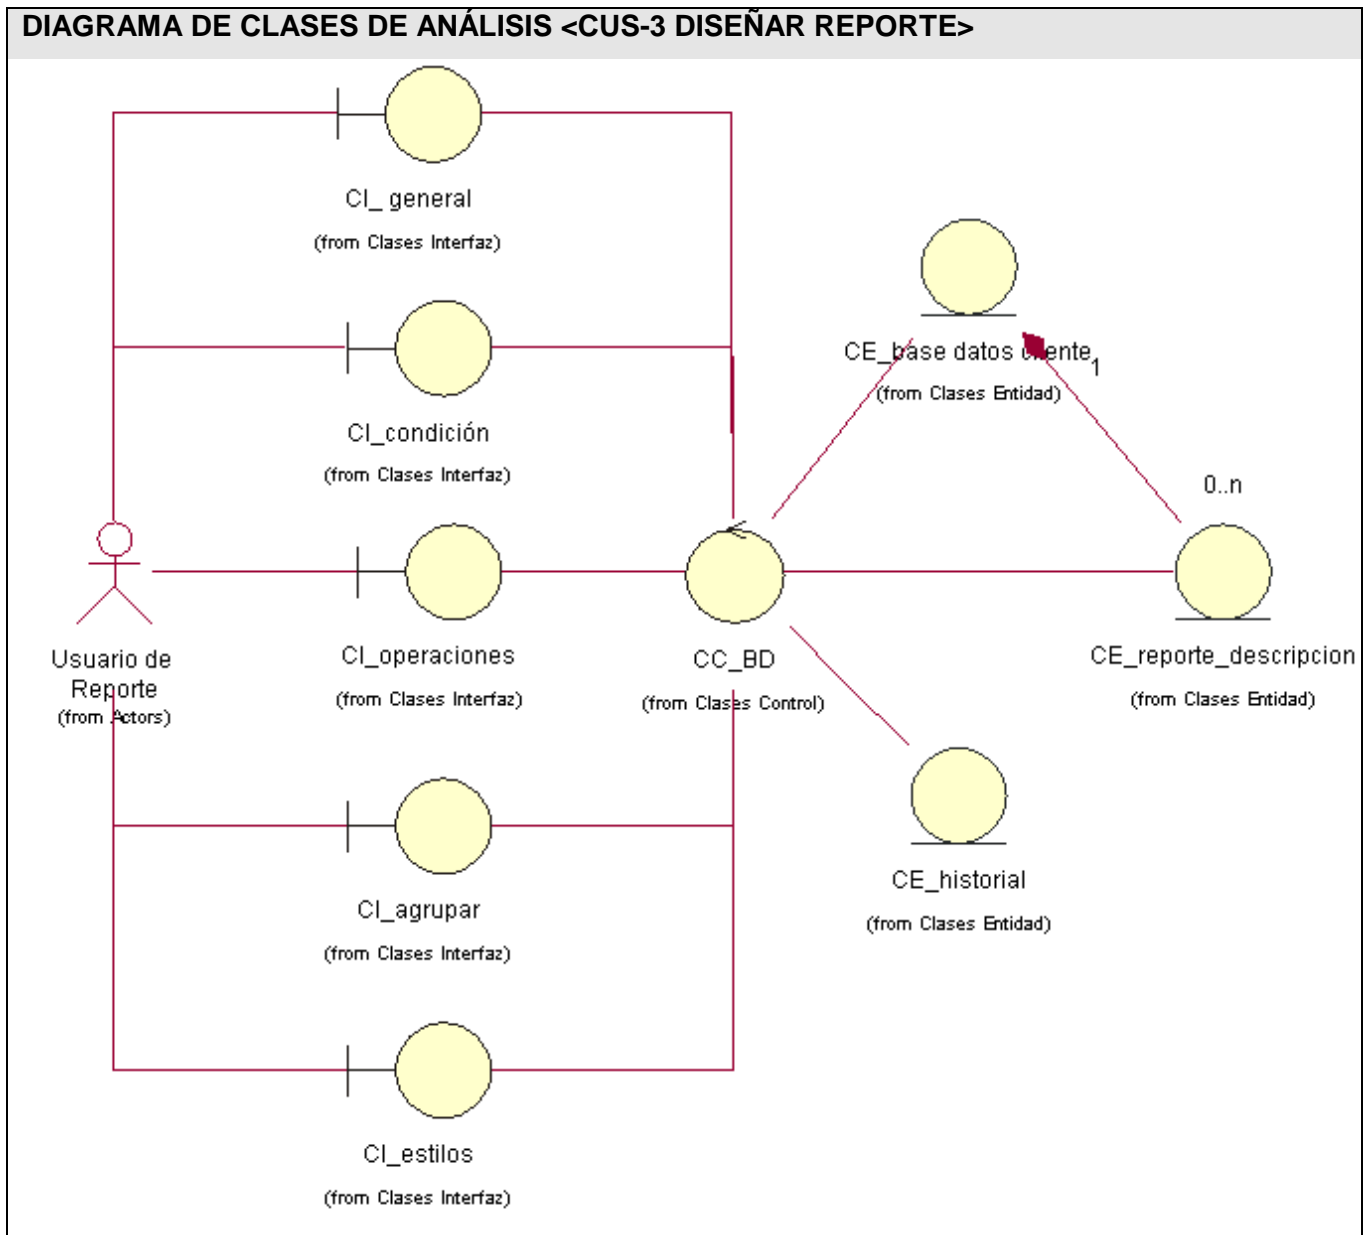 DIAGRAMA DE CLASES DE ANÁLISIS <CUS-3 DISEÑAR REPORTE>
CI_ general
(from Clases Interfaz)
CE_base datos cliente
1
(from Clases Entidad)
CI_condición
(from Clases Interfaz)
0..n
Usuario de
Reporte
(from Actors)
CI_operaciones
(from Clases Interfaz)
CC_BD
(from Clases Control)
CE_reporte_descripcion
(from Clases Entidad)
CI_agrupar
(from Clases Interfaz)
CE_historial
(from Clases Entidad)
CI_estilos
(from Clases Interfaz)